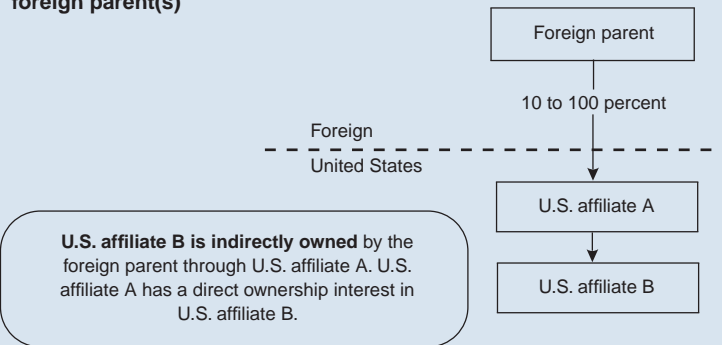 foreign parent(s)
Foreign parent
10 to 100 percent
Foreign
United States
U.S. affiliate A
U.S. affiliate B is indirectly owned by the
foreign parent through U.S. affiliate A. U.S.
affiliate A has a direct ownership interest in
U.S. affiliate B.
U.S. affiliate B